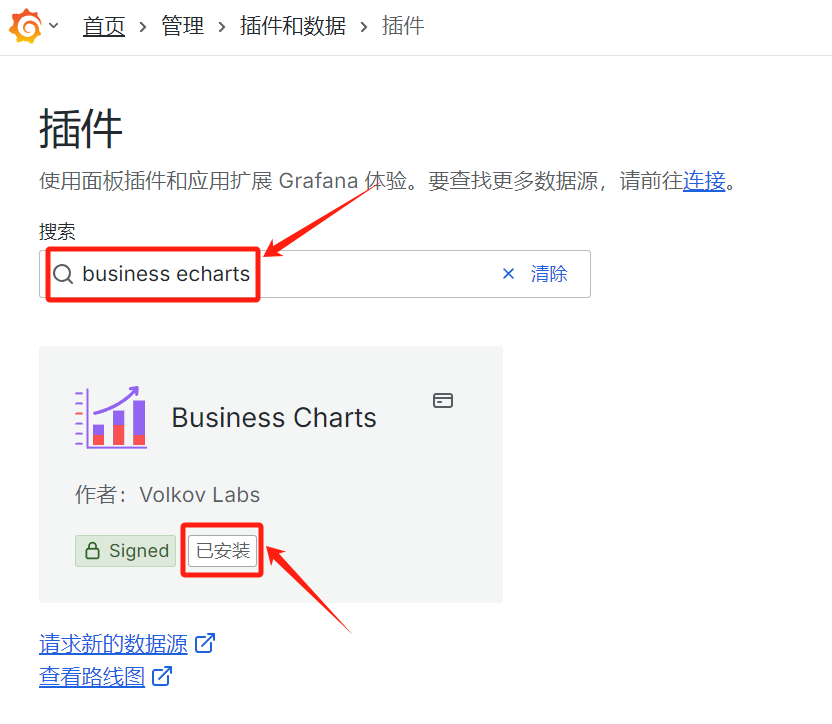 首页 › 管理 › 插件和数据 › 插件
插件
使用面板插件和应用扩展 Grafana 体验。要查找更多数据源，请前往连接。
搜索
business echarts × 清除
Business Charts
作者：Volkov Labs
Signed 已安装
请求新的数据源
查看路线图